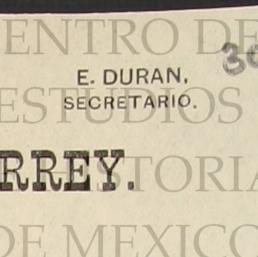 E. DURAN,
SECRETARIO.
RREY.
ENTRO DE
ESTUDIOS
HISTORIA
DE MEXICO